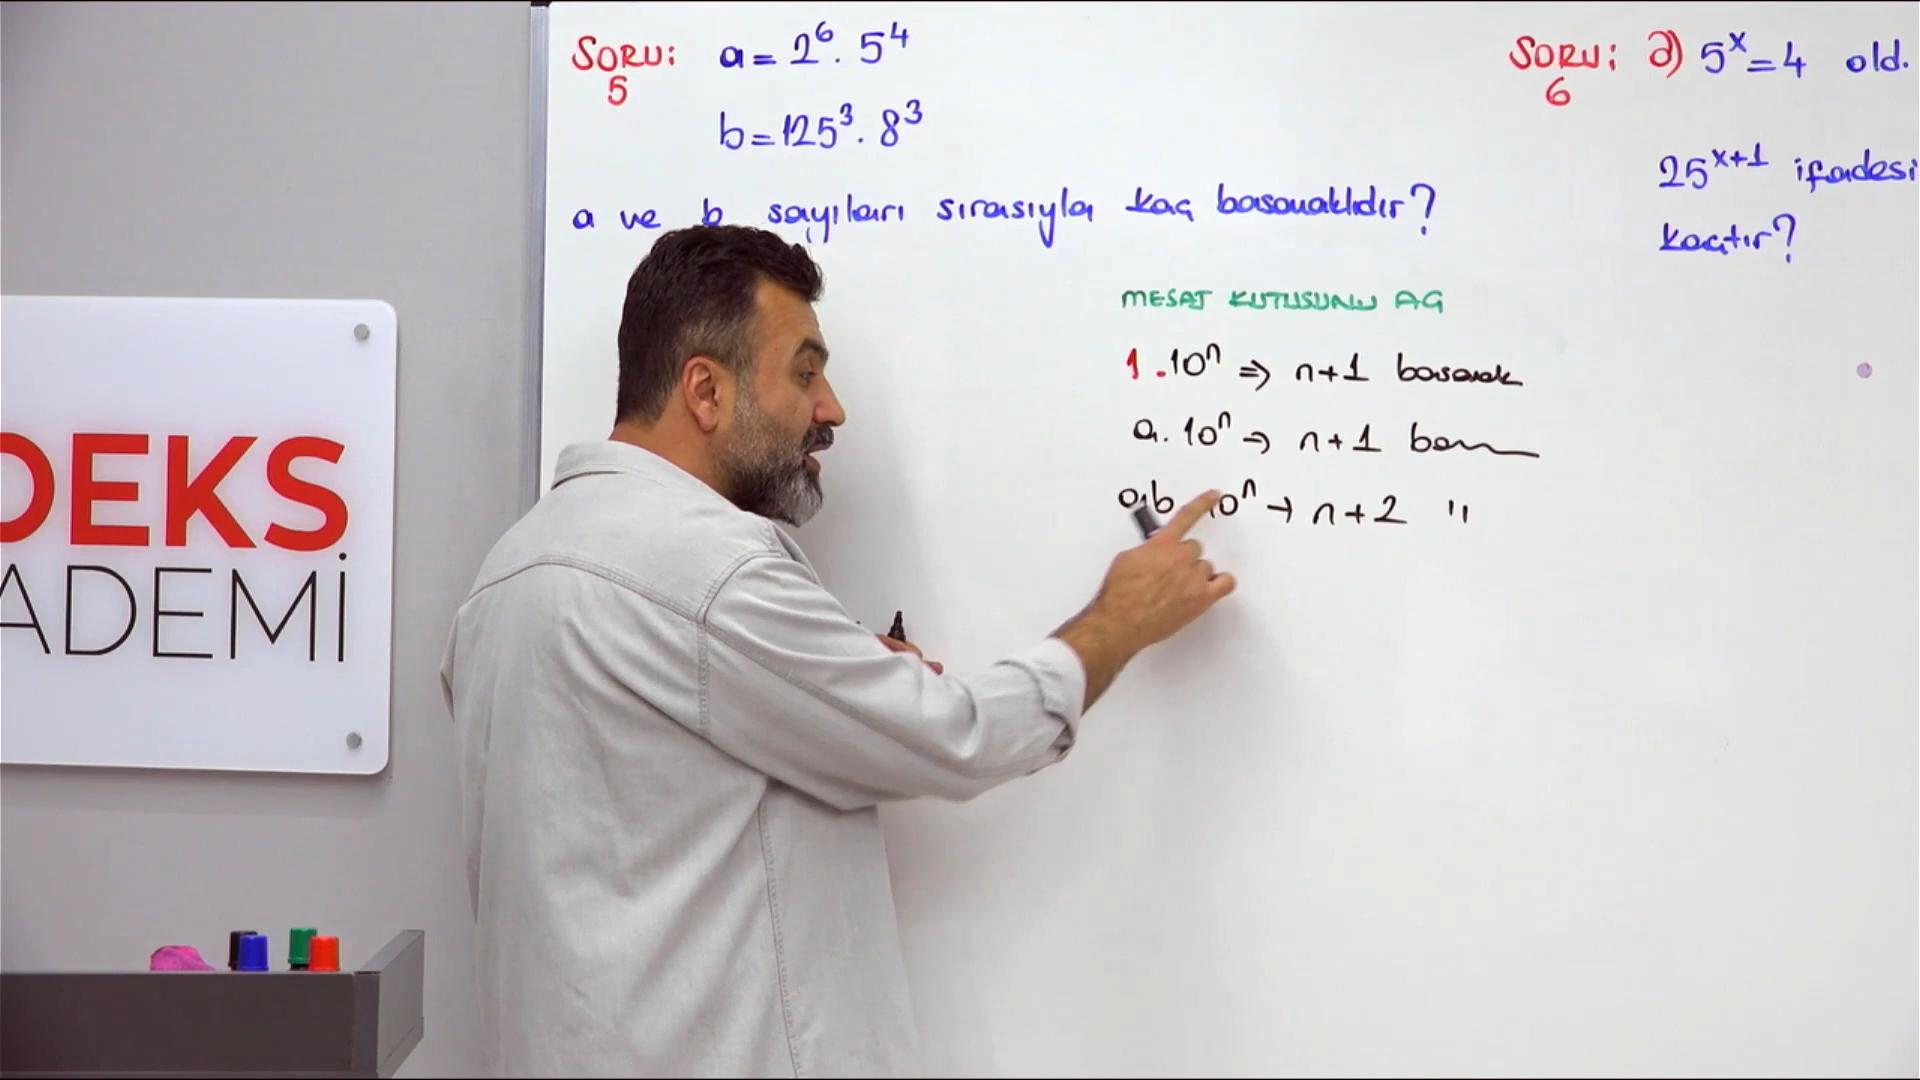 SORU: 5
a = 2⁶ . 5⁴
b = 125³ . 8³
a ve b sayıları sırasıyla kaç basamaklıdır?
SORU: 6
a) 5ˣ = 4 old.
25ˣ⁺¹ ifadesi
kaçtır?
MESAJ KUTUSUNU AÇ
1 . 10ⁿ ⇒ n+1 basamak
a . 10ⁿ → n+1 bas
ab 10ⁿ → n+2 "
DEKS
ADEMİ